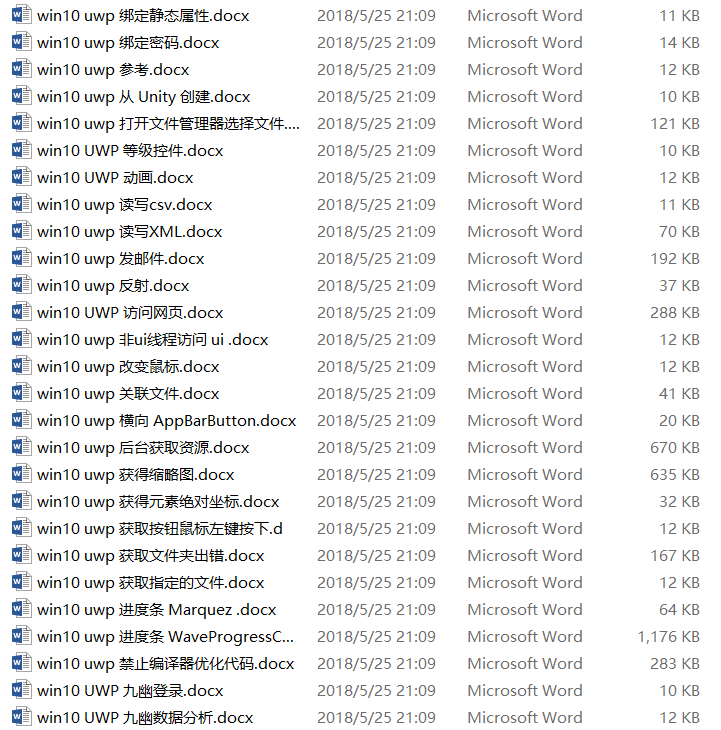 win10 uwp 绑定静态属性.docx 2018/5/25 21:09 Microsoft Word 11 KB
win10 uwp 绑定密码.docx 2018/5/25 21:09 Microsoft Word 14 KB
win10 uwp 参考.docx 2018/5/25 21:09 Microsoft Word 12 KB
win10 uwp 从 Unity 创建.docx 2018/5/25 21:09 Microsoft Word 10 KB
win10 uwp 打开文件管理器选择文件.... 2018/5/25 21:09 Microsoft Word 121 KB
win10 UWP 等级控件.docx 2018/5/25 21:09 Microsoft Word 10 KB
win10 UWP 动画.docx 2018/5/25 21:09 Microsoft Word 12 KB
win10 uwp 读写csv.docx 2018/5/25 21:09 Microsoft Word 11 KB
win10 uwp 读写XML.docx 2018/5/25 21:09 Microsoft Word 70 KB
win10 uwp 发邮件.docx 2018/5/25 21:09 Microsoft Word 192 KB
win10 uwp 反射.docx 2018/5/25 21:09 Microsoft Word 37 KB
win10 UWP 访问网页.docx 2018/5/25 21:09 Microsoft Word 288 KB
win10 uwp 非ui线程访问 ui .docx 2018/5/25 21:09 Microsoft Word 12 KB
win10 uwp 改变鼠标.docx 2018/5/25 21:09 Microsoft Word 12 KB
win10 uwp 关联文件.docx 2018/5/25 21:09 Microsoft Word 41 KB
win10 uwp 横向 AppBarButton.docx 2018/5/25 21:09 Microsoft Word 20 KB
win10 uwp 后台获取资源.docx 2018/5/25 21:09 Microsoft Word 670 KB
win10 uwp 获得缩略图.docx 2018/5/25 21:09 Microsoft Word 635 KB
win10 uwp 获得元素绝对坐标.docx 2018/5/25 21:09 Microsoft Word 32 KB
win10 uwp 获取按钮鼠标左键按下.d 2018/5/25 21:09 Microsoft Word 12 KB
win10 uwp 获取文件夹出错.docx 2018/5/25 21:09 Microsoft Word 167 KB
win10 uwp 获取指定的文件.docx 2018/5/25 21:09 Microsoft Word 12 KB
win10 uwp 进度条 Marquez .docx 2018/5/25 21:09 Microsoft Word 64 KB
win10 uwp 进度条 WaveProgressC... 2018/5/25 21:09 Microsoft Word 1,176 KB
win10 uwp 禁止编译器优化代码.docx 2018/5/25 21:09 Microsoft Word 283 KB
win10 UWP 九幽登录.docx 2018/5/25 21:09 Microsoft Word 10 KB
win10 UWP 九幽数据分析.docx 2018/5/25 21:09 Microsoft Word 12 KB